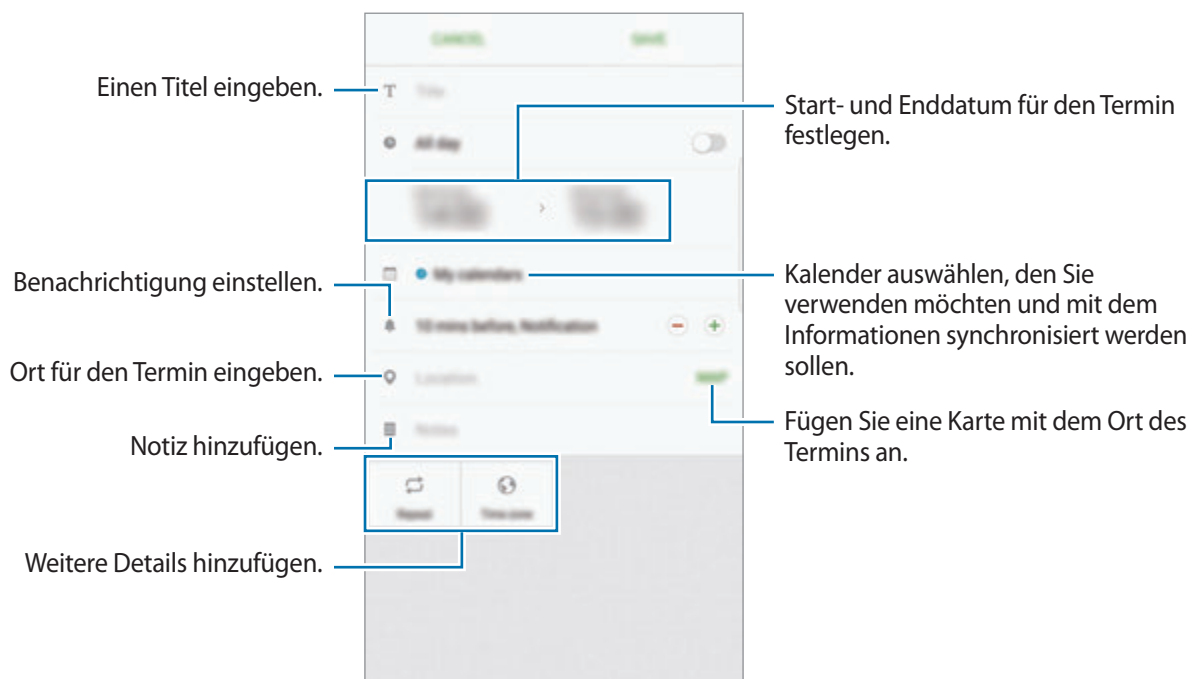 CANCEL
SAVE
Einen Titel eingeben.
T
Title
Start- und Enddatum für den Termin
festlegen.
All day
Benachrichtigung einstellen.
My calendars
Kalender auswählen, den Sie
verwenden möchten und mit dem
Informationen synchronisiert werden
sollen.
10 mins before, Notification
Ort für den Termin eingeben.
Location
MAP
Fügen Sie eine Karte mit dem Ort des
Termins an.
Notiz hinzufügen.
Notes
Repeat
Time zone
Weitere Details hinzufügen.